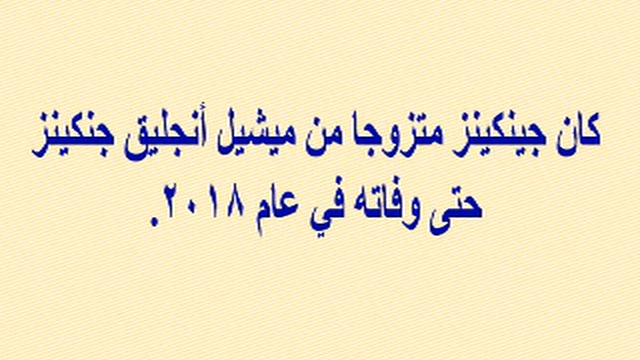 كان جينكينز متزوجا من ميشيل أنجليق جنكينز
حتى وفاته في عام ٢٠١٨.